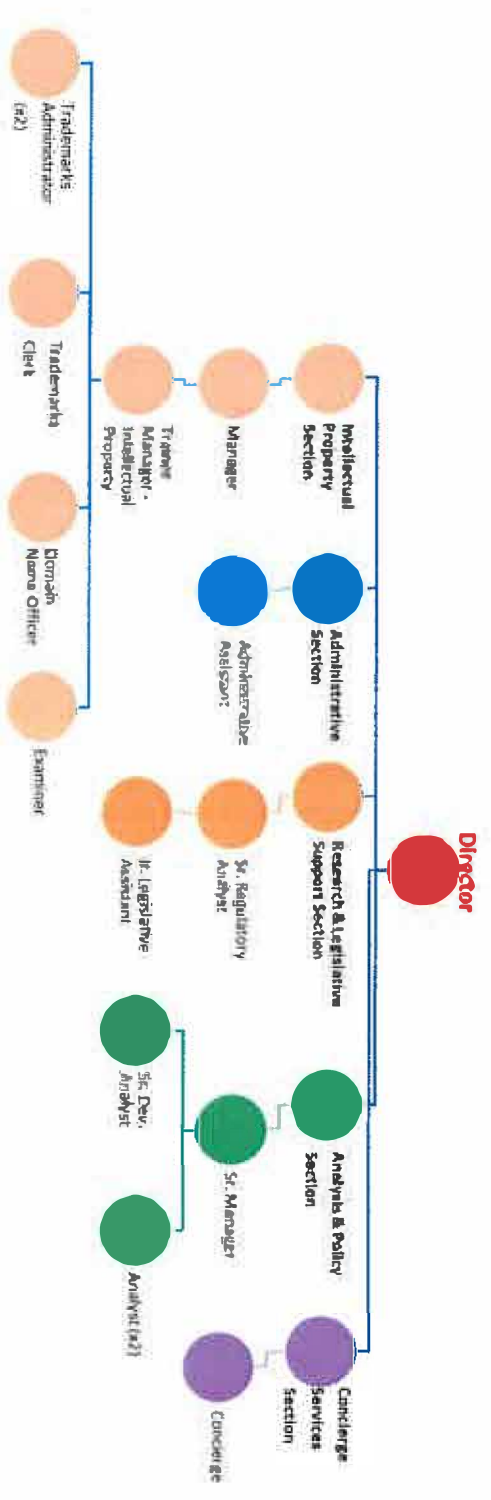 Director
Intellectual
Property
Section
Administrative
Section
Research & Legislative
Support Section
Analysis & Policy
Section
Concierge
Services
Section
Manager
Administrative
Assistant
Sr. Regulatory
Analyst
Sr. Manager
Concierge
Trainee
Manager -
Intellectual
Property
Jr. Legislative
Assistant
Sr. Dev.
Analyst
Analyst (x2)
Trademarks
Administrator
(x2)
Trademarks
Clerk
Domain
Name Officer
Examiner